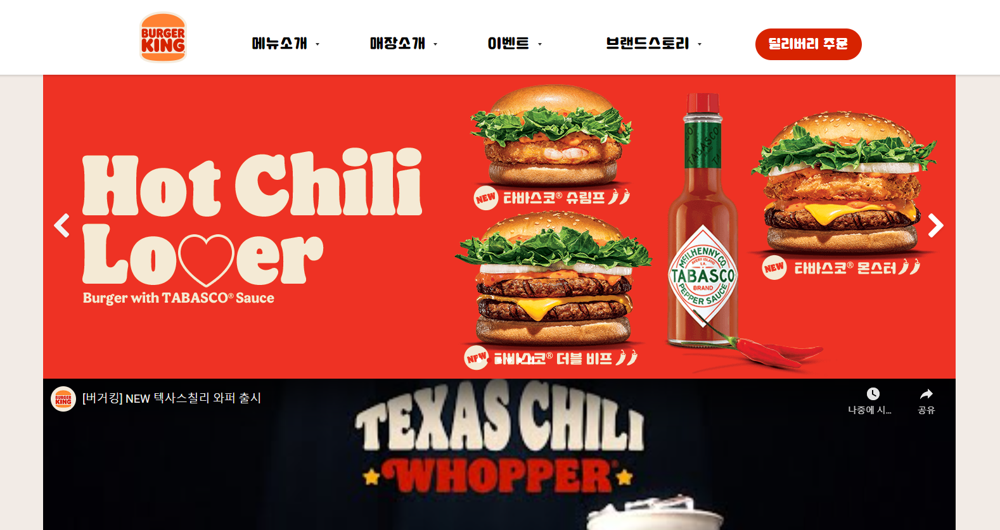 BURGER
KING
메뉴소개
매장소개
이벤트
브랜드스토리
딜리버리 주문
Hot Chili
Lover
Burger with TABASCO® Sauce
NEW 타바스코® 슈림프
TABASCO
McILHENNY CO.
AVERY ISLAND
LA.
TABASCO
BRAND
PEPPER SAUCE
NEW 타바스코® 몬스터
NEW 타바스코® 더블 비프
BURGER
KING
[버거킹] NEW 텍사스칠리 와퍼 출시
나중에 시...
공유
TEXAS CHILI
WHOPPER